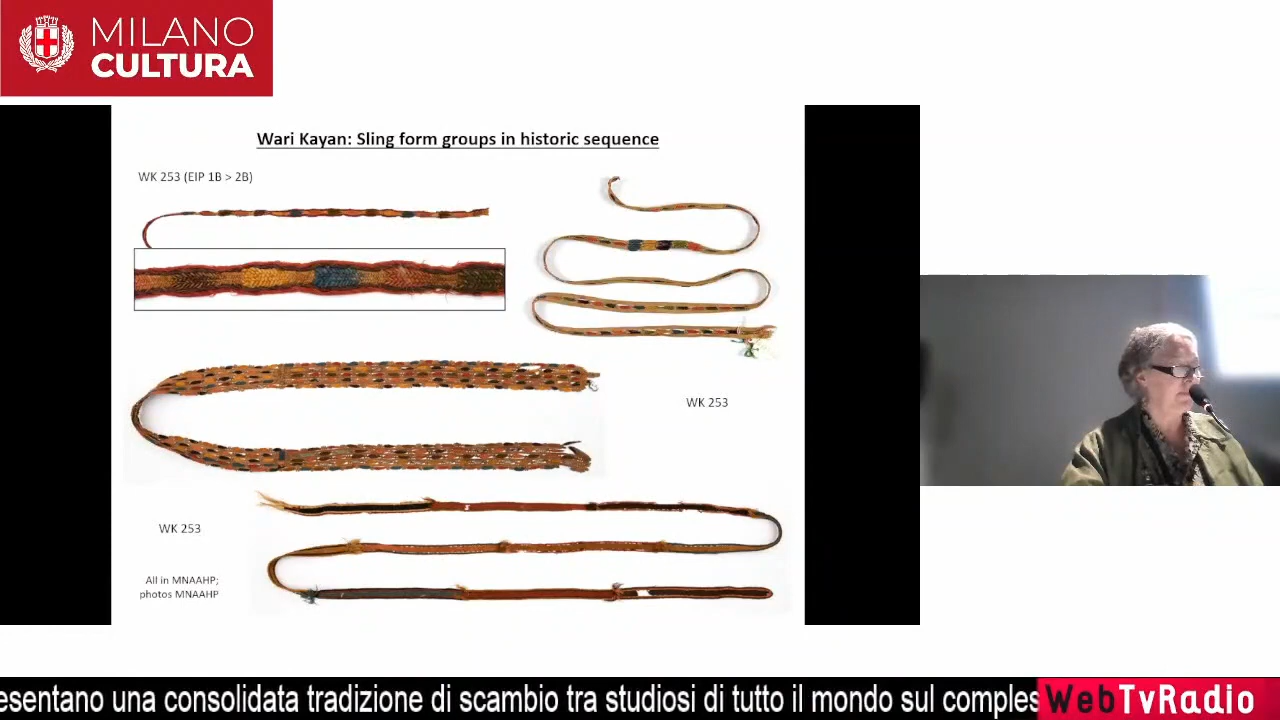 MILANO
CULTURA
Wari Kayan: Sling form groups in historic sequence
WK 253 (EIP 1B > 2B)
WK 253
WK 253
All in MNAAHP;
photos MNAAHP
esentano una consolidata tradizione di scambio tra studiosi di tutto il mondo sul comples
WebTvRadio